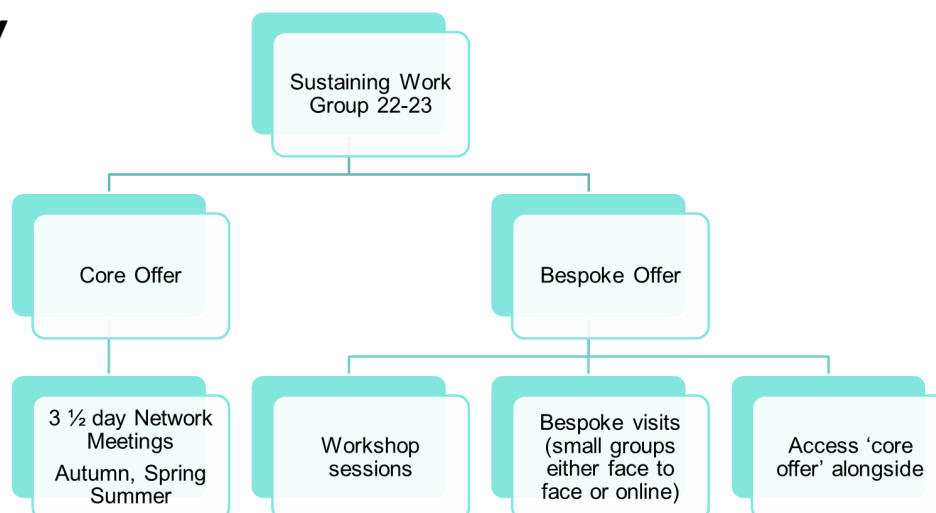 Sustaining Work
Group 22-23
Core Offer
Bespoke Offer
3 ½ day Network
Meetings
Autumn, Spring
Summer
Workshop
sessions
Bespoke visits
(small groups
either face to
face or online)
Access ‘core
offer’ alongside